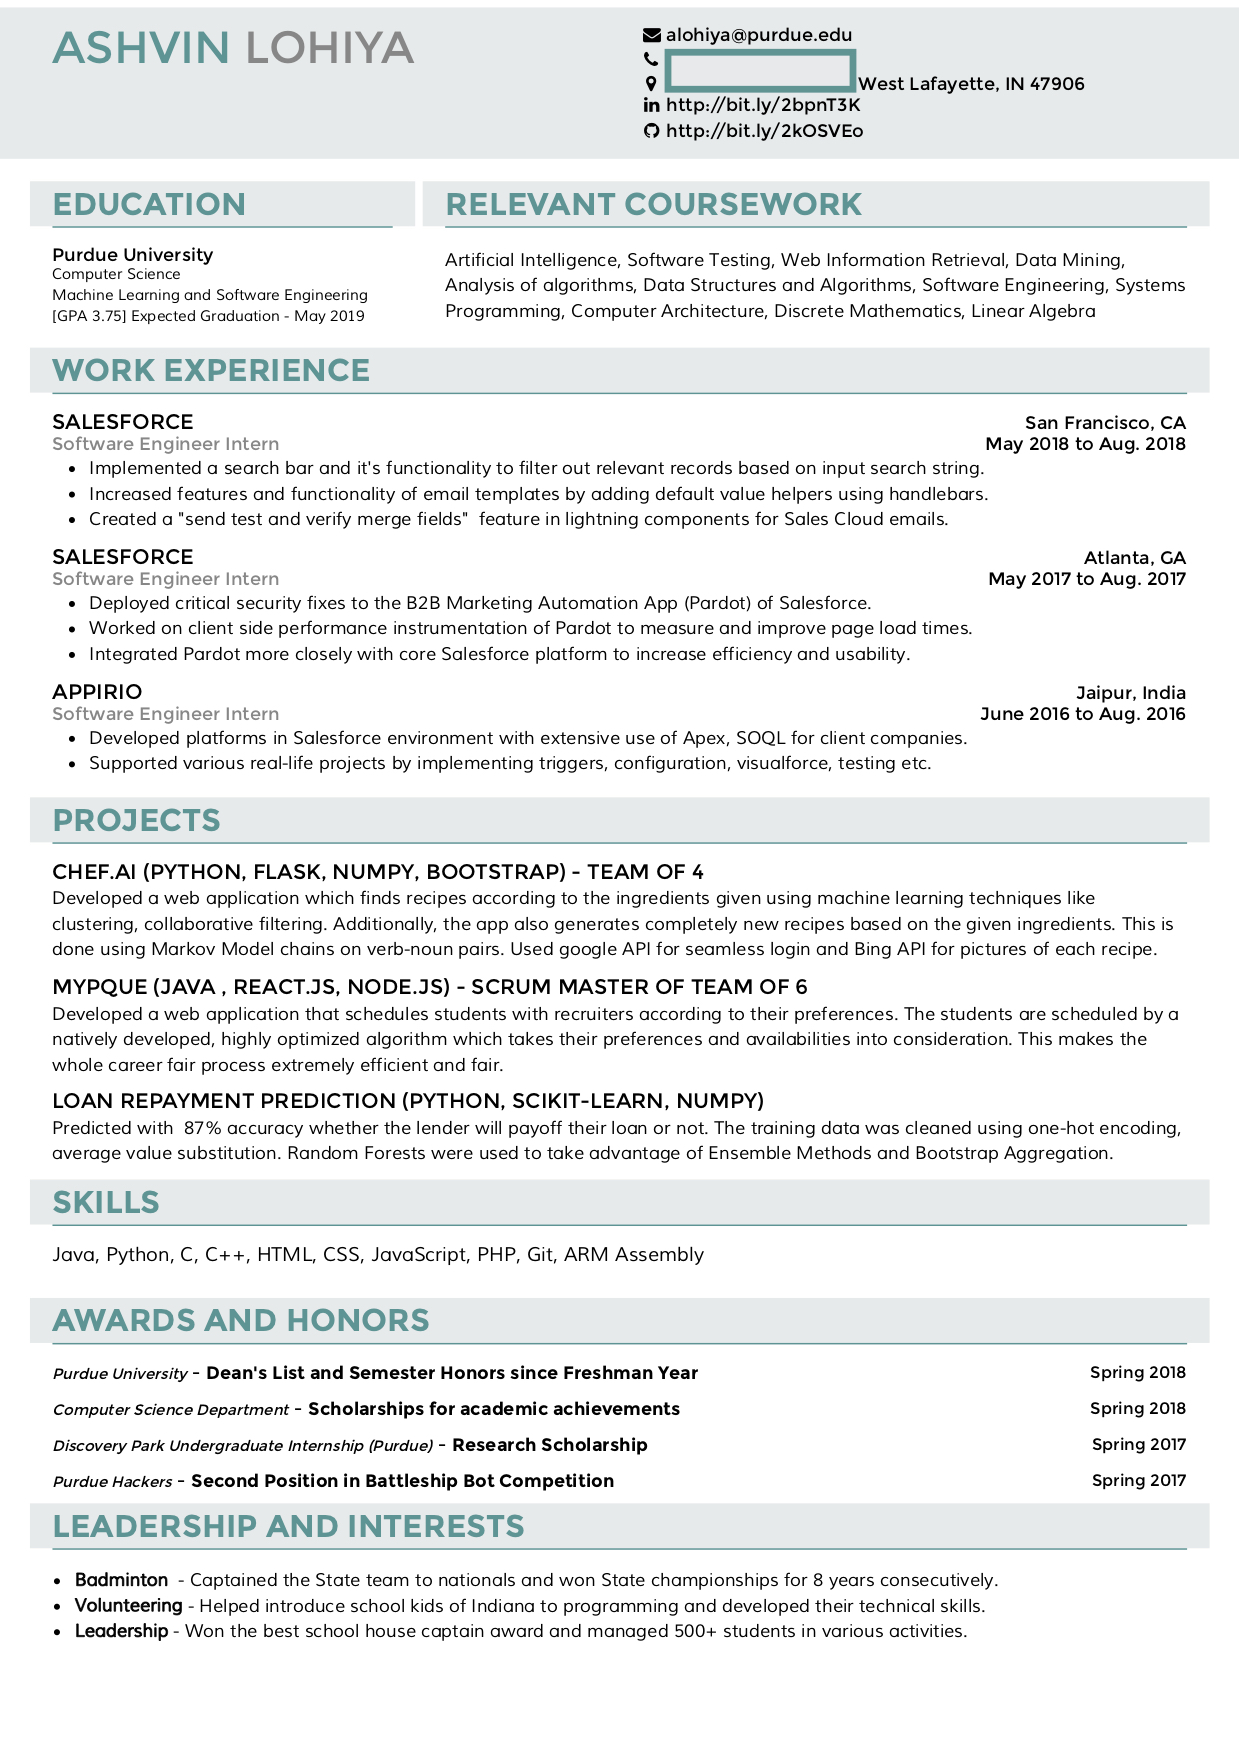 ASHVIN LOHIYA
alohiya@purdue.edu
West Lafayette, IN 47906
http://bit.ly/2bpnT3K
http://bit.ly/2kOSVEo
EDUCATION
Purdue University
Computer Science
Machine Learning and Software Engineering
[GPA 3.75] Expected Graduation - May 2019
RELEVANT COURSEWORK
Artificial Intelligence, Software Testing, Web Information Retrieval, Data Mining,
Analysis of algorithms, Data Structures and Algorithms, Software Engineering, Systems
Programming, Computer Architecture, Discrete Mathematics, Linear Algebra
WORK EXPERIENCE
SALESFORCE San Francisco, CA
Software Engineer Intern May 2018 to Aug. 2018
• Implemented a search bar and it's functionality to filter out relevant records based on input search string.
• Increased features and functionality of email templates by adding default value helpers using handlebars.
• Created a "send test and verify merge fields"  feature in lightning components for Sales Cloud emails.
SALESFORCE Atlanta, GA
Software Engineer Intern May 2017 to Aug. 2017
• Deployed critical security fixes to the B2B Marketing Automation App (Pardot) of Salesforce.
• Worked on client side performance instrumentation of Pardot to measure and improve page load times.
• Integrated Pardot more closely with core Salesforce platform to increase efficiency and usability.
APPIRIO Jaipur, India
Software Engineer Intern June 2016 to Aug. 2016
• Developed platforms in Salesforce environment with extensive use of Apex, SOQL for client companies.
• Supported various real-life projects by implementing triggers, configuration, visualforce, testing etc.
PROJECTS
CHEF.AI (PYTHON, FLASK, NUMPY, BOOTSTRAP) - TEAM OF 4
Developed a web application which finds recipes according to the ingredients given using machine learning techniques like
clustering, collaborative filtering. Additionally, the app also generates completely new recipes based on the given ingredients. This is
done using Markov Model chains on verb-noun pairs. Used google API for seamless login and Bing API for pictures of each recipe.
MYPQUE (JAVA , REACT.JS, NODE.JS) - SCRUM MASTER OF TEAM OF 6
Developed a web application that schedules students with recruiters according to their preferences. The students are scheduled by a
natively developed, highly optimized algorithm which takes their preferences and availabilities into consideration. This makes the
whole career fair process extremely efficient and fair.
LOAN REPAYMENT PREDICTION (PYTHON, SCIKIT-LEARN, NUMPY)
Predicted with  87% accuracy whether the lender will payoff their loan or not. The training data was cleaned using one-hot encoding,
average value substitution. Random Forests were used to take advantage of Ensemble Methods and Bootstrap Aggregation.
SKILLS
Java, Python, C, C++, HTML, CSS, JavaScript, PHP, Git, ARM Assembly
AWARDS AND HONORS
Purdue University - Dean's List and Semester Honors since Freshman Year Spring 2018
Computer Science Department - Scholarships for academic achievements Spring 2018
Discovery Park Undergraduate Internship (Purdue) - Research Scholarship Spring 2017
Purdue Hackers - Second Position in Battleship Bot Competition Spring 2017
LEADERSHIP AND INTERESTS
• Badminton  - Captained the State team to nationals and won State championships for 8 years consecutively.
• Volunteering - Helped introduce school kids of Indiana to programming and developed their technical skills.
• Leadership - Won the best school house captain award and managed 500+ students in various activities.